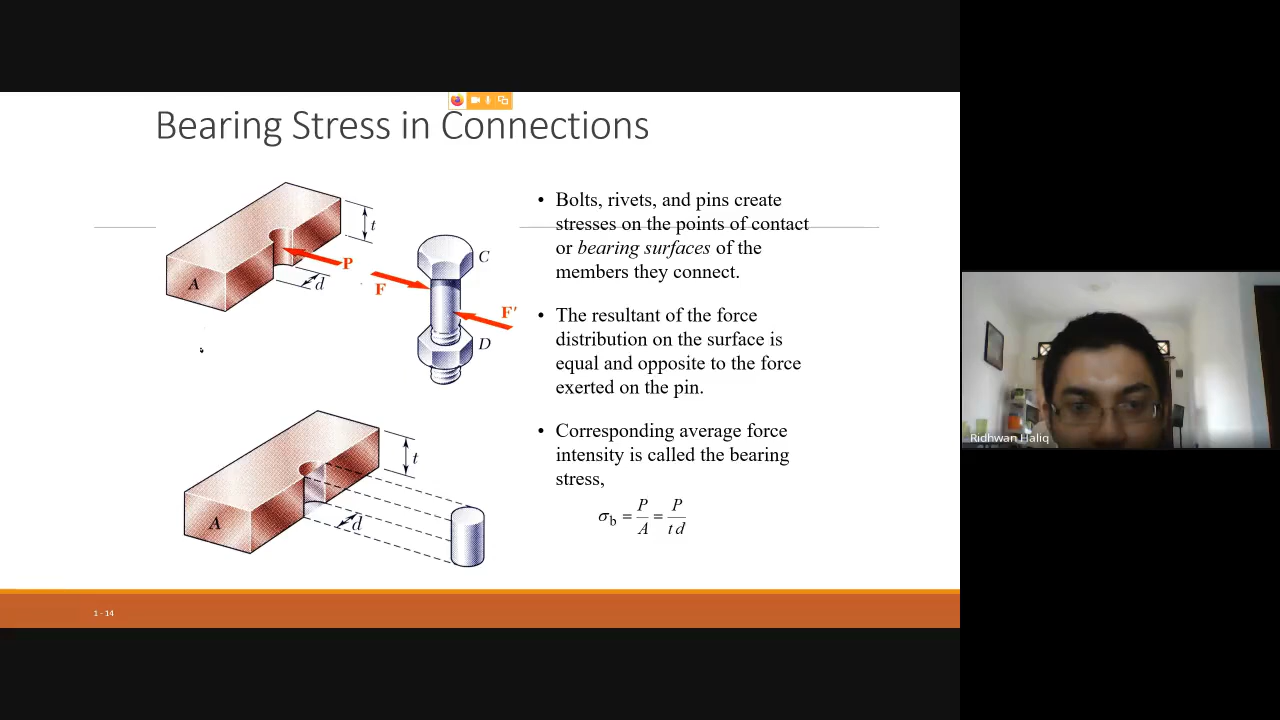 Bearing Stress in Connections
t
A
P
d
F
C
F'
D
• Bolts, rivets, and pins create
stresses on the points of contact
or bearing surfaces of the
members they connect.
• The resultant of the force
distribution on the surface is
equal and opposite to the force
exerted on the pin.
• Corresponding average force
intensity is called the bearing
stress,
σb = P/A = P/t d
t
A
d
1 - 14
Ridhwan Haliq